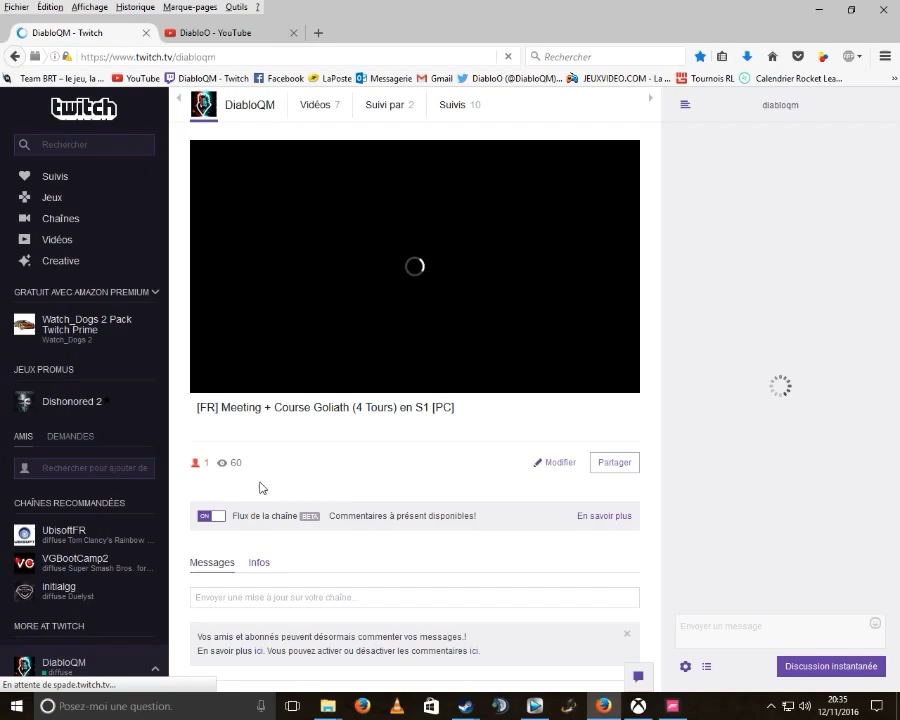 Fichier Édition Affichage Historique Marque-pages Outils ?
DiabloQM - Twitch DiabloO - YouTube
https://www.twitch.tv/diabloqm Rechercher
Team BRT – le jeu, la ... YouTube DiabloQM - Twitch Facebook LaPoste Messagerie Gmail DiabloO (@DiabloQM)... JEUXVIDEO.COM - La ... Tournois RL Calendrier Rocket Lea... »
twitch
Rechercher
Suivis
Jeux
Chaînes
Vidéos
Creative
GRATUIT AVEC AMAZON PREMIUM
Watch_Dogs 2 Pack
Twitch Prime
Watch_Dogs 2
JEUX PROMUS
Dishonored 2
AMIS DEMANDES
Rechercher pour ajouter de
CHAÎNES RECOMMANDÉES
UbisoftFR
diffuse Tom Clancy's Rainbow ...
VGBootCamp2
diffuse Super Smash Bros. for...
initialgg
diffuse Duelyst
MORE AT TWITCH
DiabloQM
diffuse
En attente de spade.twitch.tv...
DiabloQM Vidéos 7 Suivi par 2 Suivis 10
[FR] Meeting + Course Goliath (4 Tours) en S1 [PC]
1 60 Modifier Partager
ON Flux de la chaîne BETA Commentaires à présent disponibles! En savoir plus
Messages Infos
Envoyer une mise à jour sur votre chaîne...
Vos amis et abonnés peuvent désormais commenter vos messages.!
En savoir plus ici. Vous pouvez activer ou désactiver les commentaires ici.
diabloqm
Envoyer un message
Discussion instantanée
Posez-moi une question.
20:35
12/11/2016